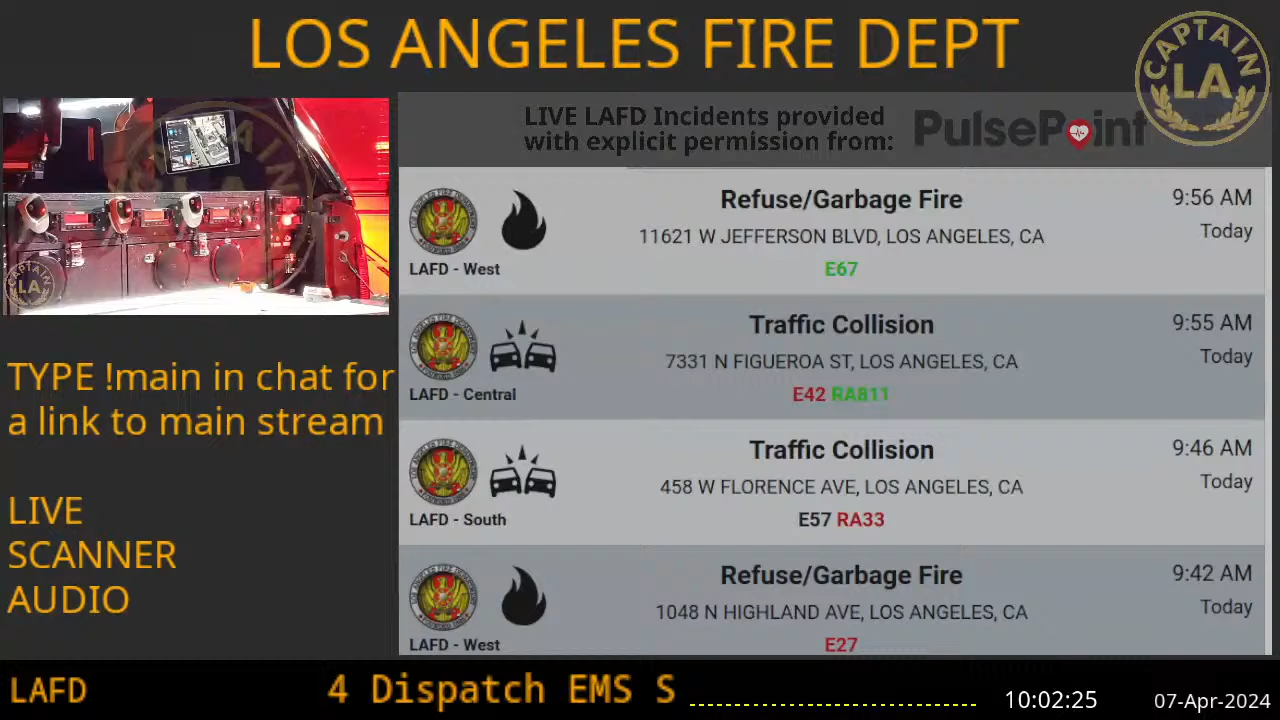 LOS ANGELES FIRE DEPT
CAPTAIN
LA
LIVE LAFD Incidents provided
with explicit permission from:
PulsePoint
Refuse/Garbage Fire
9:56 AM
11621 W JEFFERSON BLVD, LOS ANGELES, CA
Today
LAFD - West
E67
Traffic Collision
9:55 AM
7331 N FIGUEROA ST, LOS ANGELES, CA
Today
LAFD - Central
E42 RA811
Traffic Collision
9:46 AM
458 W FLORENCE AVE, LOS ANGELES, CA
Today
LAFD - South
E57 RA33
Refuse/Garbage Fire
9:42 AM
1048 N HIGHLAND AVE, LOS ANGELES, CA
Today
LAFD - West
E27
CAPTAIN
LA
TYPE !main in chat for
a link to main stream
LIVE
SCANNER
AUDIO
LAFD
4 Dispatch EMS S
10:02:25
07-Apr-2024